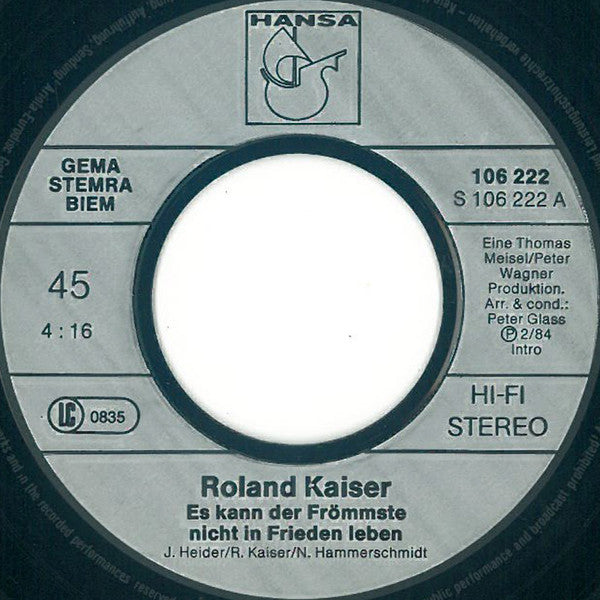 HANSA
GEMA
STEMRA
BIEM
106 222
S 106 222 A
45
4 : 16
Eine Thomas
Meisel/Peter
Wagner
Produktion.
Arr. & cond.:
Peter Glass
Ⓟ 2/84
Intro
LC 0835
HI-FI
STEREO
Roland Kaiser
Es kann der Frömmste
nicht in Frieden leben
J. Heider/R. Kaiser/N. Hammerschmidt